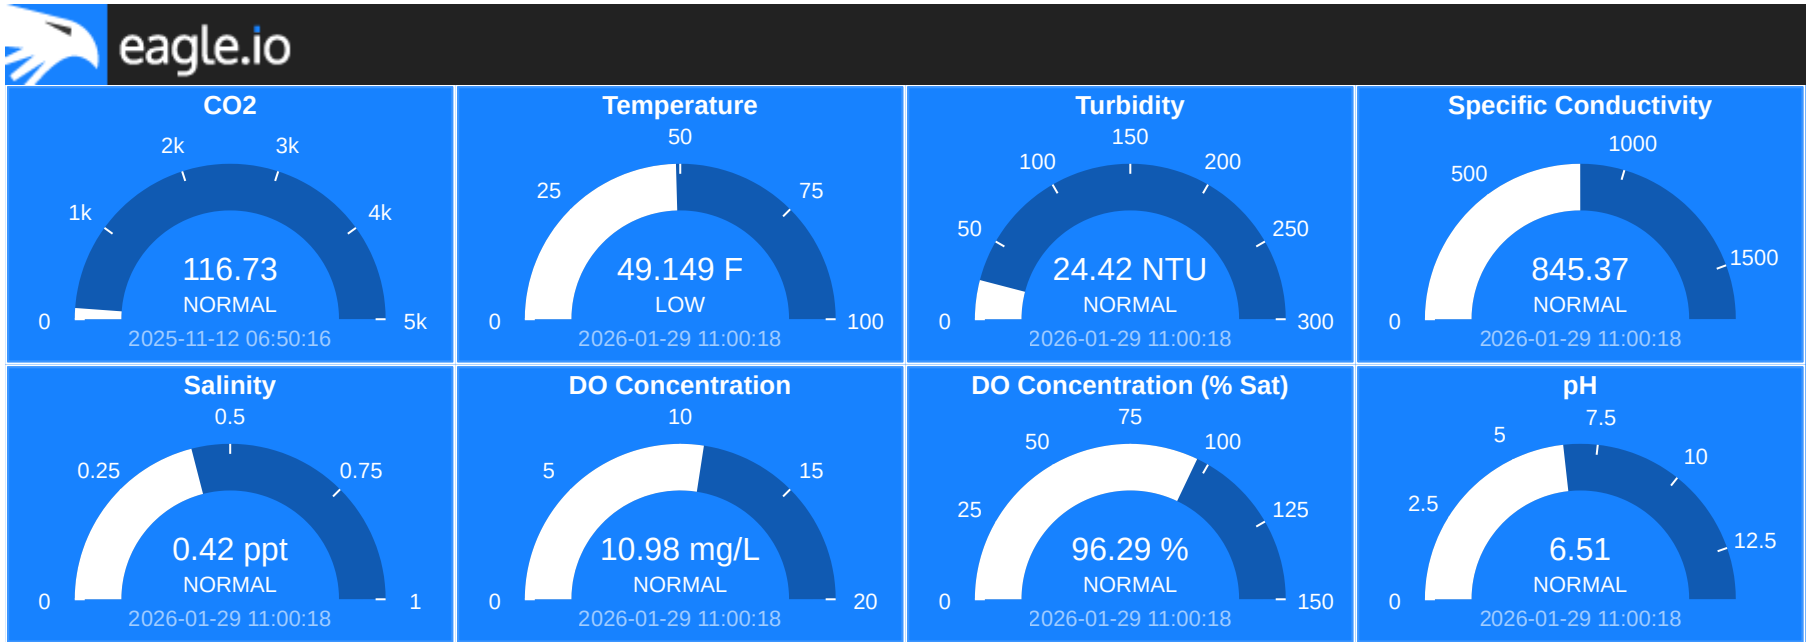 eagle.io
CO2
0
1k
2k
3k
4k
5k
116.73
NORMAL
2025-11-12 06:50:16
Temperature
0
25
50
75
100
49.149 F
LOW
2026-01-29 11:00:18
Turbidity
0
50
100
150
200
250
300
24.42 NTU
NORMAL
2026-01-29 11:00:18
Specific Conductivity
0
500
1000
1500
845.37
NORMAL
2026-01-29 11:00:18
Salinity
0
0.25
0.5
0.75
1
0.42 ppt
NORMAL
2026-01-29 11:00:18
DO Concentration
0
5
10
15
20
10.98 mg/L
NORMAL
2026-01-29 11:00:18
DO Concentration (% Sat)
0
25
50
75
100
125
150
96.29 %
NORMAL
2026-01-29 11:00:18
pH
0
2.5
5
7.5
10
12.5
6.51
NORMAL
2026-01-29 11:00:18